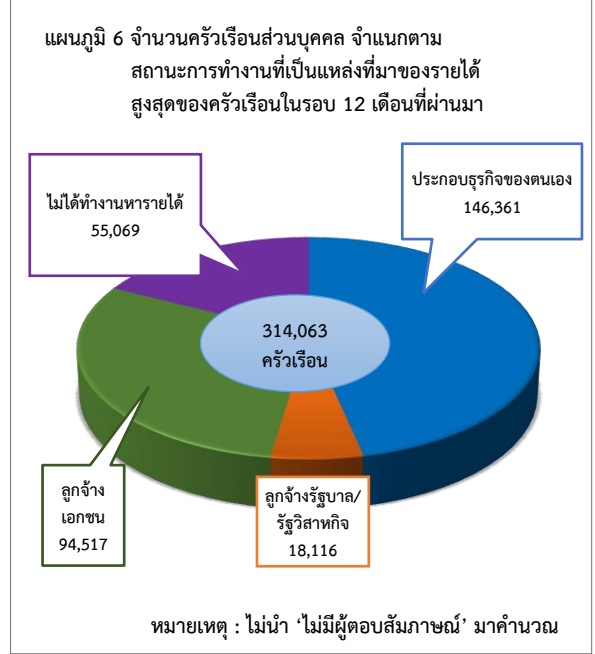 แผนภูมิ 6 จำนวนครัวเรือนส่วนบุคคล จำแนกตาม
สถานะการทำงานที่เป็นแหล่งที่มาของรายได้
สูงสุดของครัวเรือนในรอบ 12 เดือนที่ผ่านมา
ประกอบธุรกิจของตนเอง
146,361
ไม่ได้ทำงานหารายได้
55,069
314,063
ครัวเรือน
ลูกจ้าง
เอกชน
94,517
ลูกจ้างรัฐบาล/
รัฐวิสาหกิจ
18,116
หมายเหตุ : ไม่นำ ‘ไม่มีผู้ตอบสัมภาษณ์’ มาคำนวณ